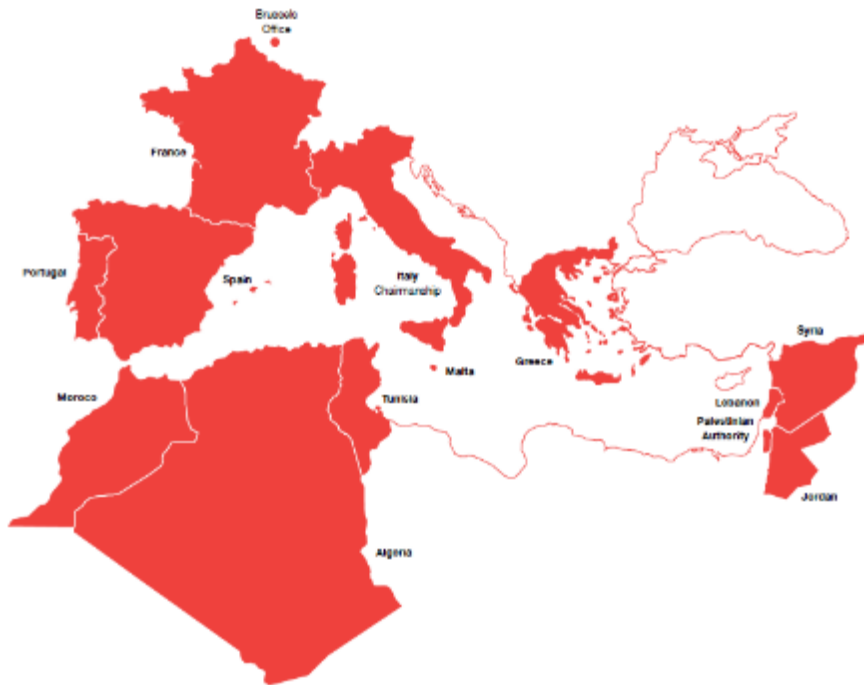 Brussels
Office
France
Portugal
Spain
Italy
Chairmanship
Greece
Syria
Malta
Moroco
Tunisia
Lebanon
Palestinian
Authority
Jordan
Algeria